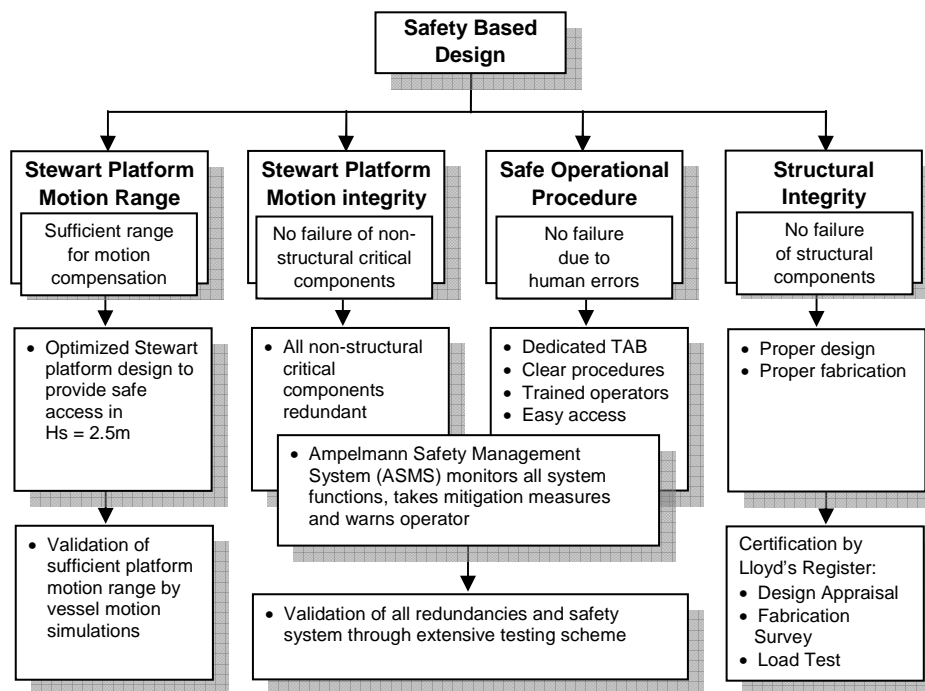 Safety Based
Design
Stewart Platform
Motion Range
Sufficient range
for motion
compensation
• Optimized Stewart
platform design to
provide safe
access in
Hs = 2.5m
• Validation of
sufficient platform
motion range by
vessel motion
simulations
Stewart Platform
Motion integrity
No failure of non-
structural critical
components
• All non-structural
critical
components
redundant
Safe Operational
Procedure
No failure
due to
human errors
• Dedicated TAB
• Clear procedures
• Trained operators
• Easy access
• Ampelmann Safety Management
System (ASMS) monitors all system
functions, takes mitigation measures
and warns operator
• Validation of all redundancies and safety
system through extensive testing scheme
Structural
Integrity
No failure
of structural
components
• Proper design
• Proper fabrication
Certification by
Lloyd's Register:
• Design Appraisal
• Fabrication
Survey
• Load Test